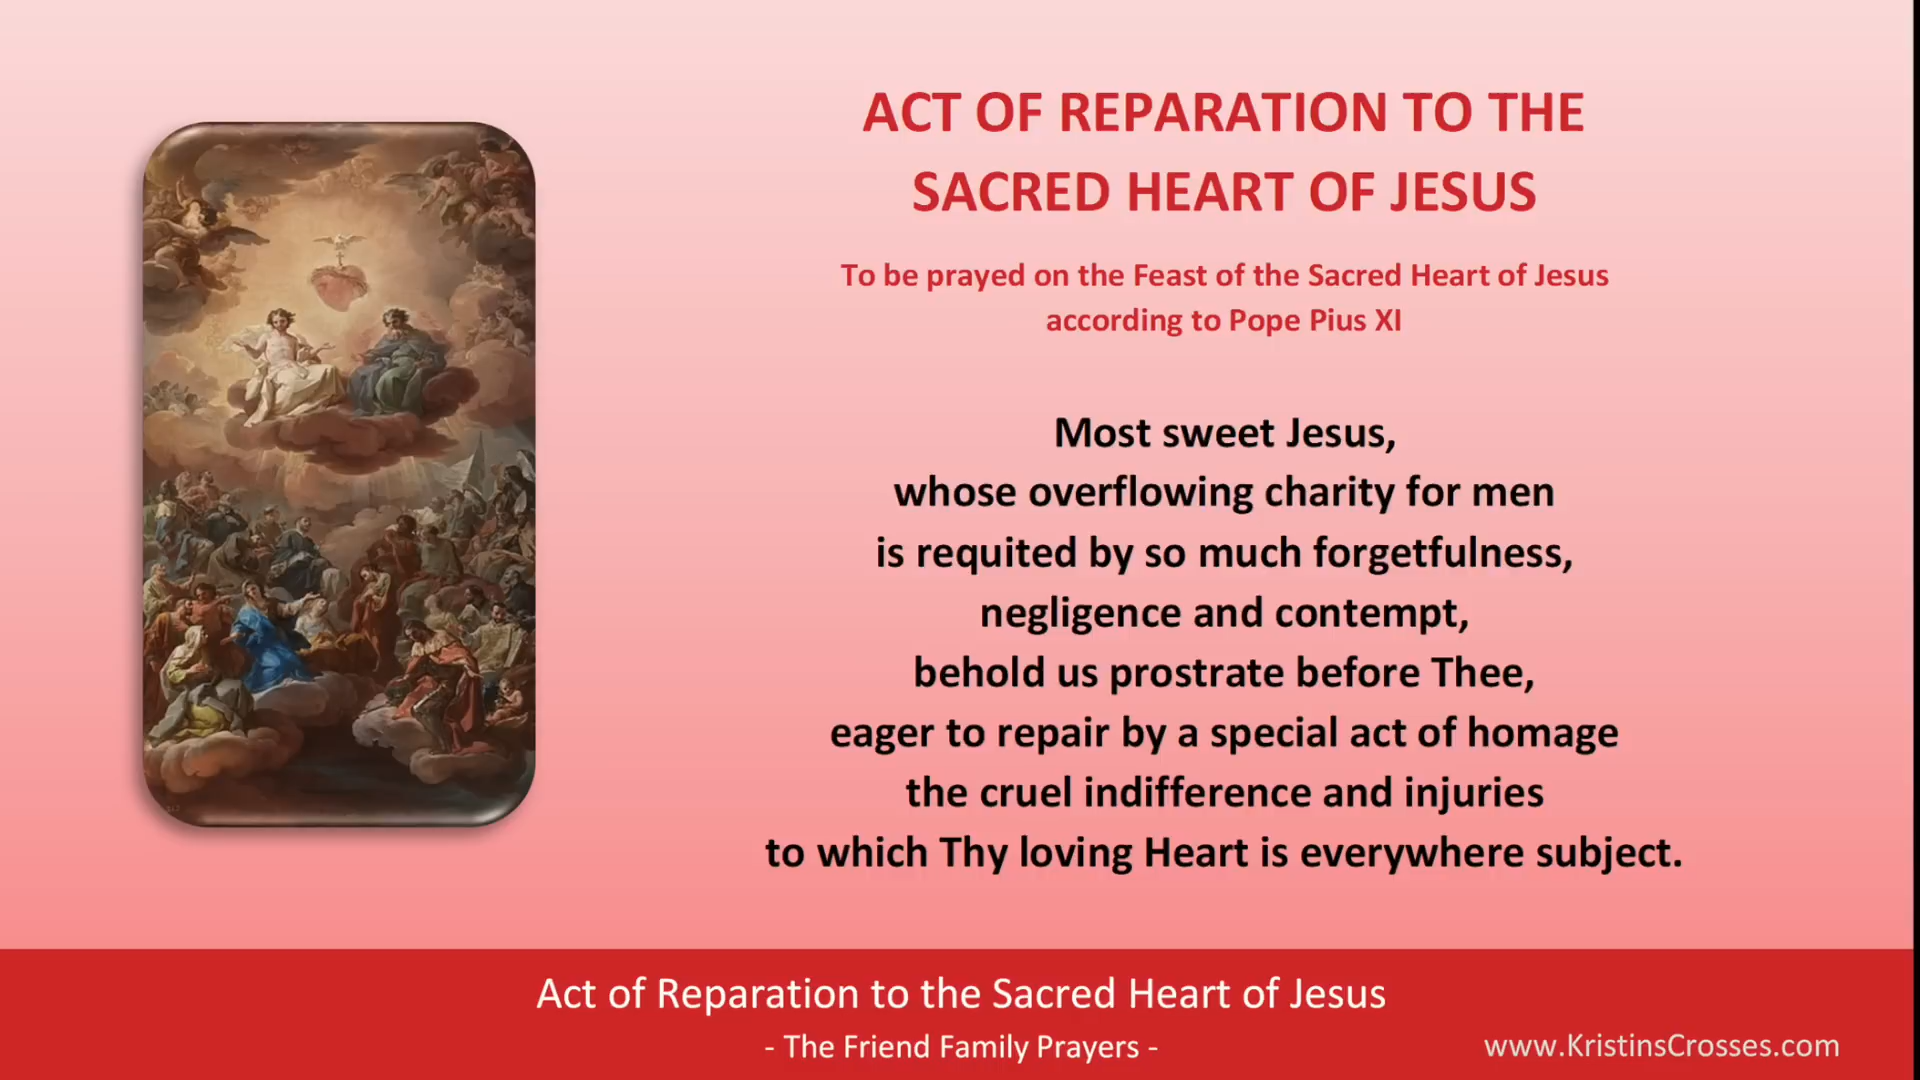 ACT OF REPARATION TO THE
SACRED HEART OF JESUS
To be prayed on the Feast of the Sacred Heart of Jesus
according to Pope Pius XI
Most sweet Jesus,
whose overflowing charity for men
is requited by so much forgetfulness,
negligence and contempt,
behold us prostrate before Thee,
eager to repair by a special act of homage
the cruel indifference and injuries
to which Thy loving Heart is everywhere subject.
Act of Reparation to the Sacred Heart of Jesus
- The Friend Family Prayers -
www.KristinsCrosses.com